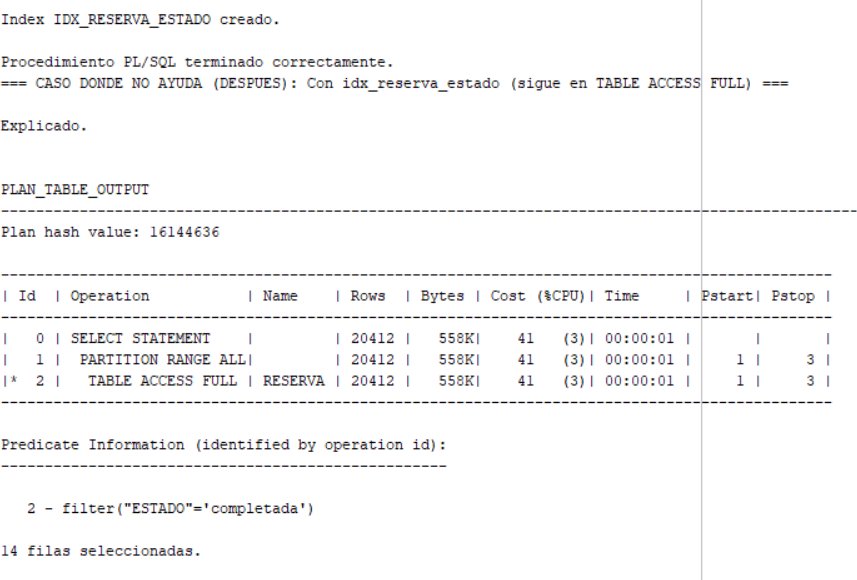 Index IDX_RESERVA_ESTADO creado.
Procedimiento PL/SQL terminado correctamente.
=== CASO DONDE NO AYUDA (DESPUES): Con idx_reserva_estado (sigue en TABLE ACCESS FULL) ===
Explicado.
PLAN_TABLE_OUTPUT
--------------------------------------------------------------------------------------------------
Plan hash value: 16144636
-----------------------------------------------------------------------------------------------
| Id  | Operation           | Name    | Rows  | Bytes | Cost (%CPU)| Time     | Pstart| Pstop |
-----------------------------------------------------------------------------------------------
|   0 | SELECT STATEMENT    |         | 20412 |   558K|    41   (3)| 00:00:01 |       |       |
|   1 |  PARTITION RANGE ALL|         | 20412 |   558K|    41   (3)| 00:00:01 |     1 |     3 |
|*  2 |   TABLE ACCESS FULL | RESERVA | 20412 |   558K|    41   (3)| 00:00:01 |     1 |     3 |
-----------------------------------------------------------------------------------------------
Predicate Information (identified by operation id):
---------------------------------------------------
2 - filter("ESTADO"='completada')
14 filas seleccionadas.